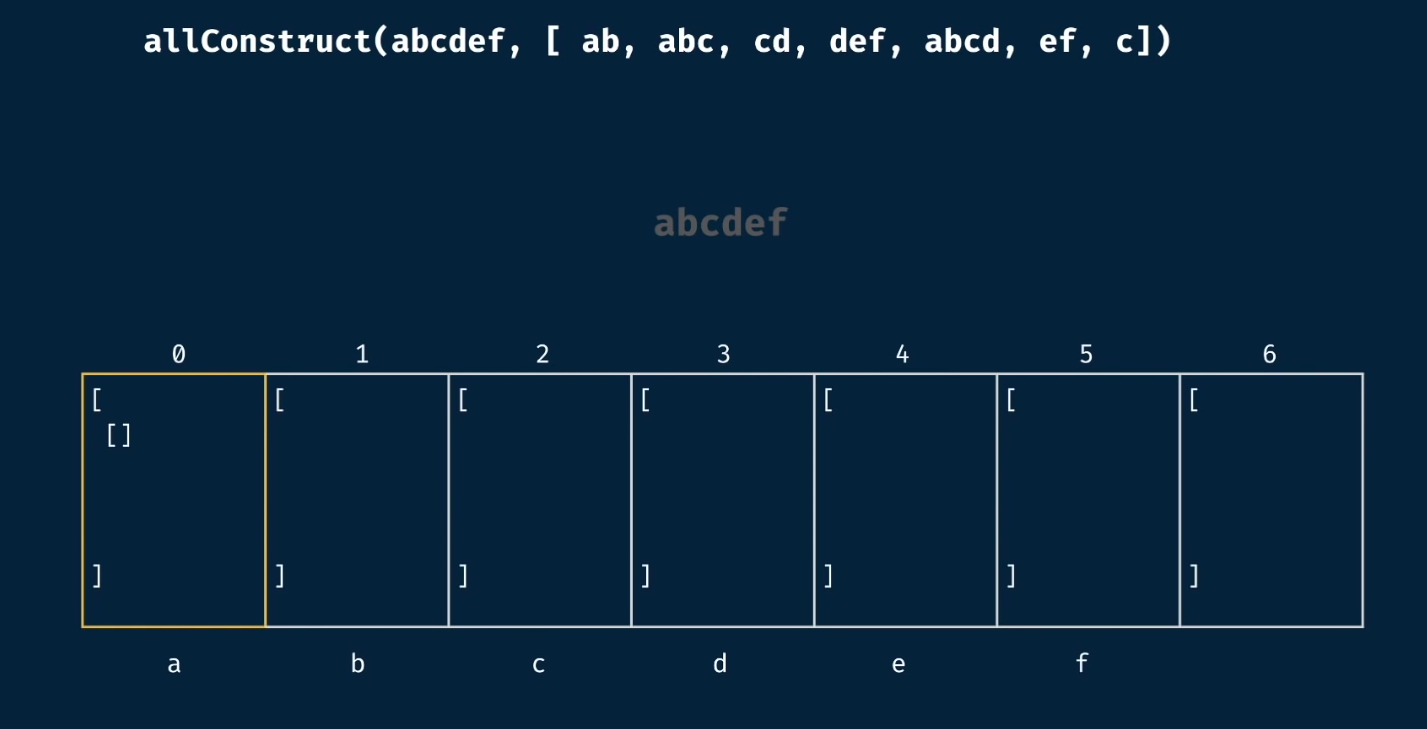 allConstruct(abcdef, [ ab, abc, cd, def, abcd, ef, c])
abcdef
0 1 2 3 4 5 6
[ [ [ [ [ [ [
[]
] ] ] ] ] ] ]
a b c d e f